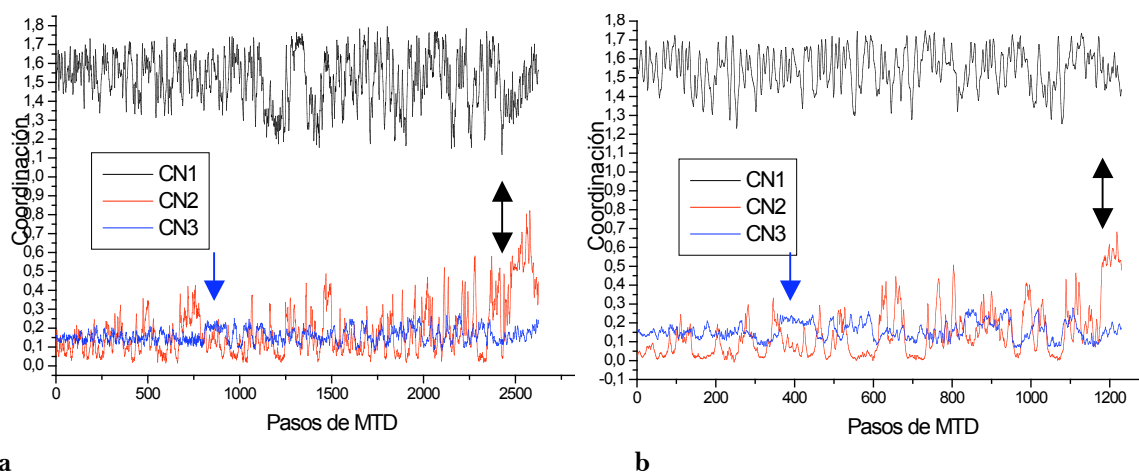 1,8
1,7
1,6
1,5
1,4
1,3
1,2
1,1
1,0
0,9
0,8
0,7
0,6
0,5
0,4
0,3
0,2
0,1
0,0
Coordinación
CN1
CN2
CN3
0 500 1000 1500 2000 2500
Pasos de MTD
a
1,8
1,7
1,6
1,5
1,4
1,3
1,2
1,1
1,0
0,9
0,8
0,7
0,6
0,5
0,4
0,3
0,2
0,1
0,0
-0,1
Coordinación
CN1
CN2
CN3
0 200 400 600 800 1000 1200
Pasos de MTD
b